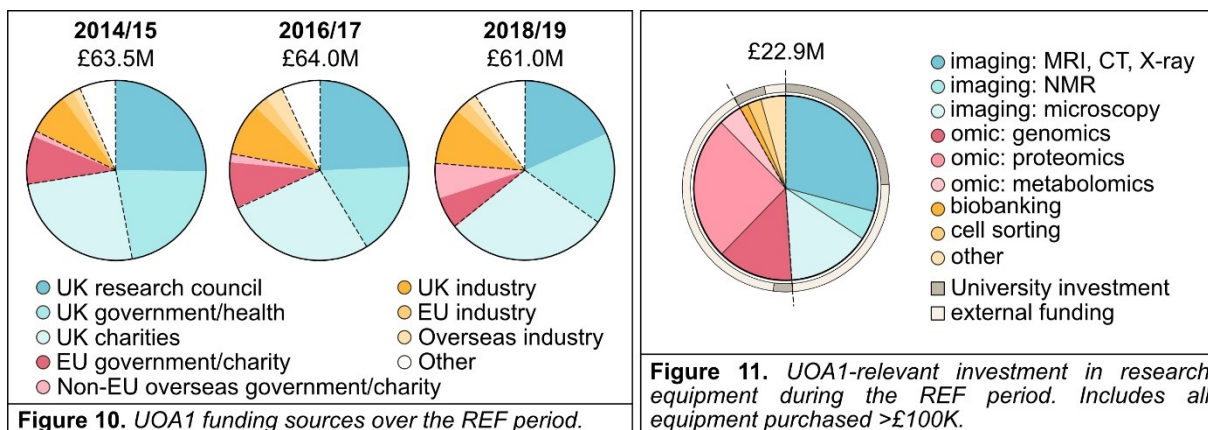 2014/15
£63.5M
2016/17
£64.0M
2018/19
£61.0M
UK research council
UK government/health
UK charities
EU government/charity
Non-EU overseas government/charity
UK industry
EU industry
Overseas industry
Other
Figure 10. UOA1 funding sources over the REF period.
£22.9M
imaging: MRI, CT, X-ray
imaging: NMR
imaging: microscopy
omic: genomics
omic: proteomics
omic: metabolomics
biobanking
cell sorting
other
University investment
external funding
Figure 11. UOA1-relevant investment in research
equipment during the REF period. Includes all
equipment purchased >£100K.